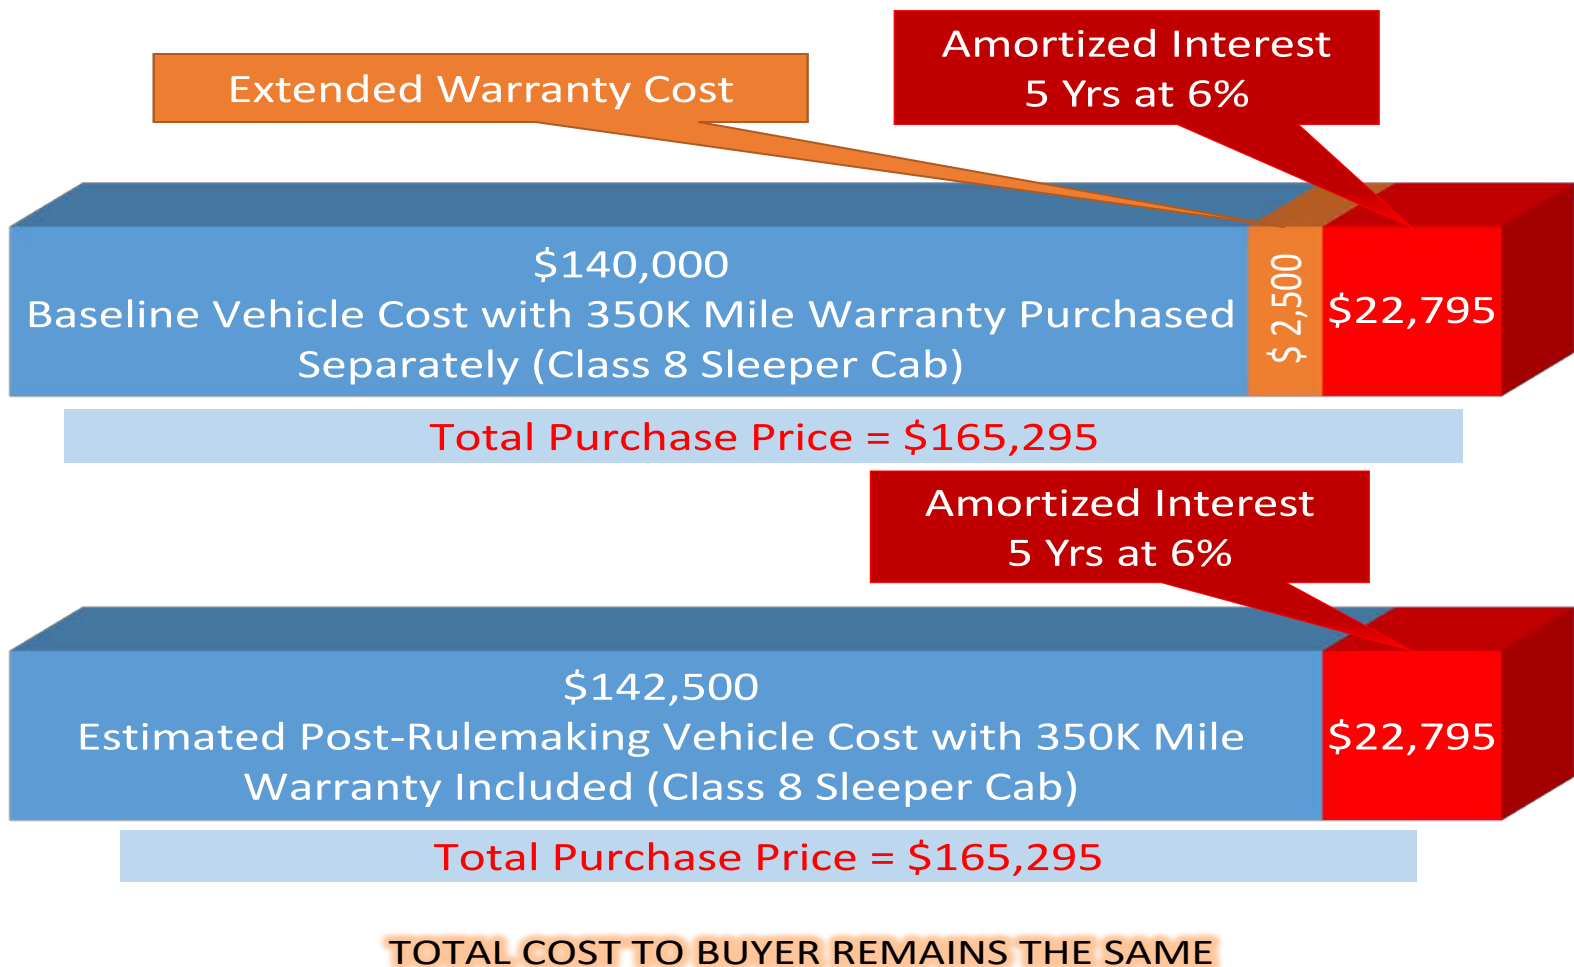 Extended Warranty Cost
Amortized Interest
5 Yrs at 6%
$140,000
Baseline Vehicle Cost with 350K Mile Warranty Purchased
Separately (Class 8 Sleeper Cab)
$ 2,500
$22,795
Total Purchase Price = $165,295
Amortized Interest
5 Yrs at 6%
$142,500
Estimated Post-Rulemaking Vehicle Cost with 350K Mile
Warranty Included (Class 8 Sleeper Cab)
$22,795
Total Purchase Price = $165,295
TOTAL COST TO BUYER REMAINS THE SAME